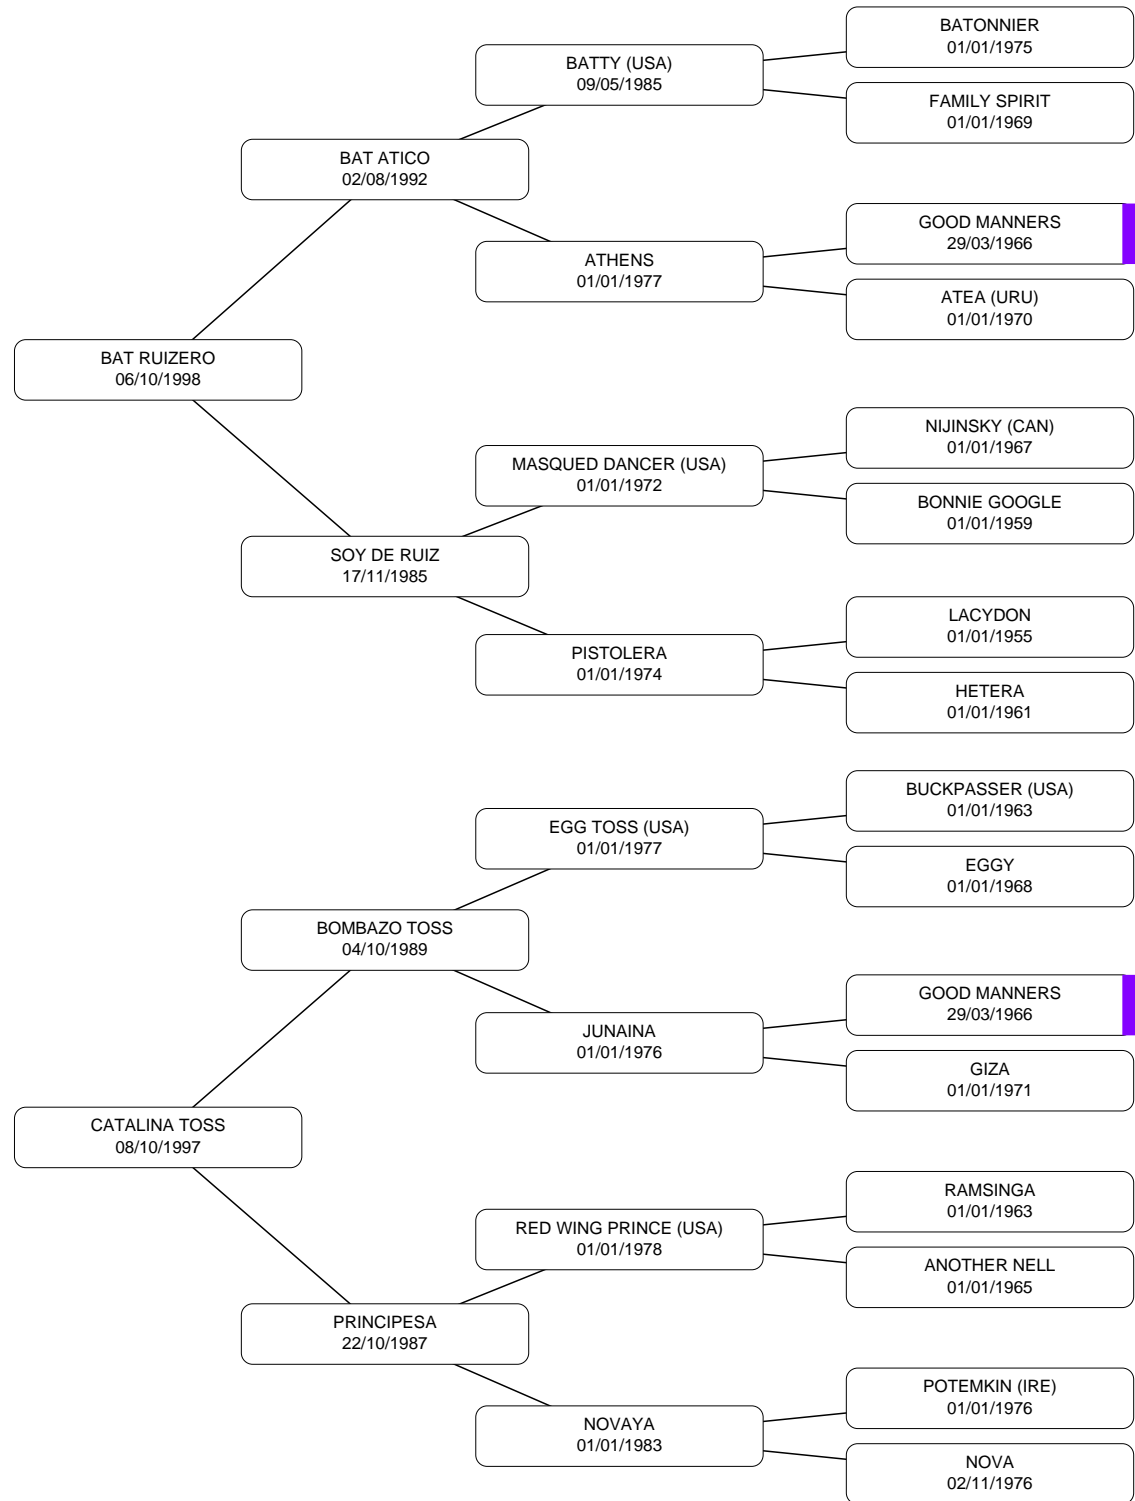 BATONNIER
01/01/1975
BATTY (USA)
09/05/1985
FAMILY SPIRIT
01/01/1969
BAT ATICO
02/08/1992
GOOD MANNERS
29/03/1966
ATHENS
01/01/1977
ATEA (URU)
01/01/1970
BAT RUIZERO
06/10/1998
NIJINSKY (CAN)
01/01/1967
MASQUED DANCER (USA)
01/01/1972
BONNIE GOOGLE
01/01/1959
SOY DE RUIZ
17/11/1985
LACYDON
01/01/1955
PISTOLERA
01/01/1974
HETERA
01/01/1961
BUCKPASSER (USA)
01/01/1963
EGG TOSS (USA)
01/01/1977
EGGY
01/01/1968
BOMBAZO TOSS
04/10/1989
GOOD MANNERS
29/03/1966
JUNAINA
01/01/1976
GIZA
01/01/1971
CATALINA TOSS
08/10/1997
RAMSINGA
01/01/1963
RED WING PRINCE (USA)
01/01/1978
ANOTHER NELL
01/01/1965
PRINCIPESA
22/10/1987
POTEMKIN (IRE)
01/01/1976
NOVAYA
01/01/1983
NOVA
02/11/1976